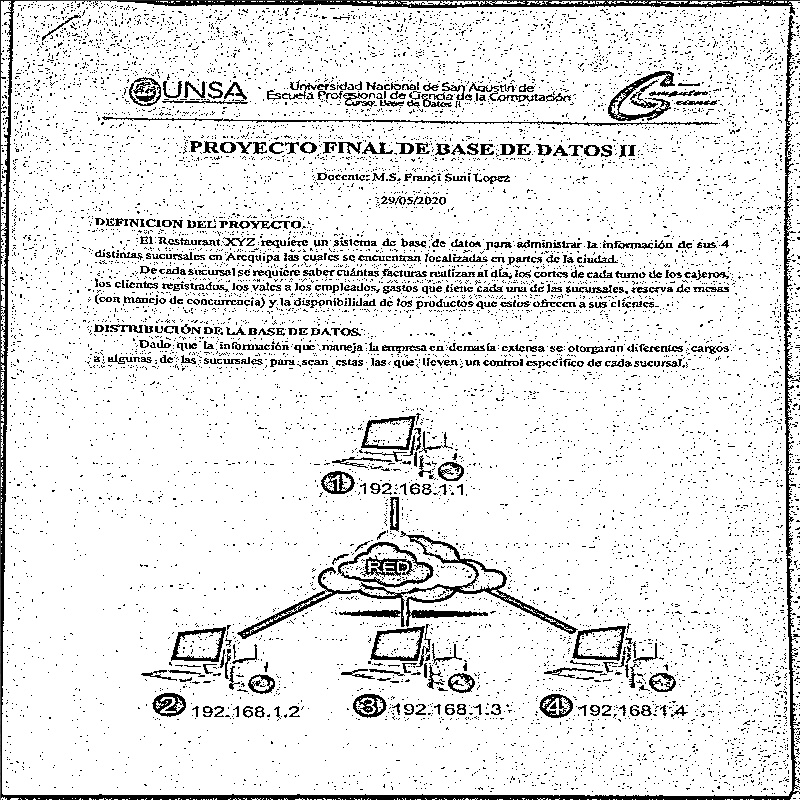 UNSA
Universidad Nacional de San Agustín de
Escuela Profesional de Ciencia de la Computación
Curso: Base de Datos II
Computer
Science
PROYECTO FINAL DE BASE DE DATOS II
Docente: M.S. Franci Suni Lopez
29/05/2020
DEFINICION DEL PROYECTO.
El Restaurant XYZ requiere un sistema de base de datos para administrar la información de sus 4
distintas sucursales en Arequipa las cuales se encuentran localizadas en partes de la ciudad.
De cada sucursal se requiere saber cuántas facturas realizan al día, los cortes de cada turno de los cajeros,
los clientes registrados, los vales a los empleados, gastos que tiene cada una de las sucursales, reserva de mesas
(con manejo de concurrencia) y la disponibilidad de los productos que estos ofrecen a sus clientes.
DISTRIBUCIÓN DE LA BASE DE DATOS.
Dado que la información que maneja la empresa en demasía extensa se otorgaran diferentes cargos
a algunas de las sucursales para sean estas las que lleven un control específico de cada sucursal.
1 192.168.1.1
RED
2 192.168.1.2
3 192.168.1.3
4 192.168.1.4